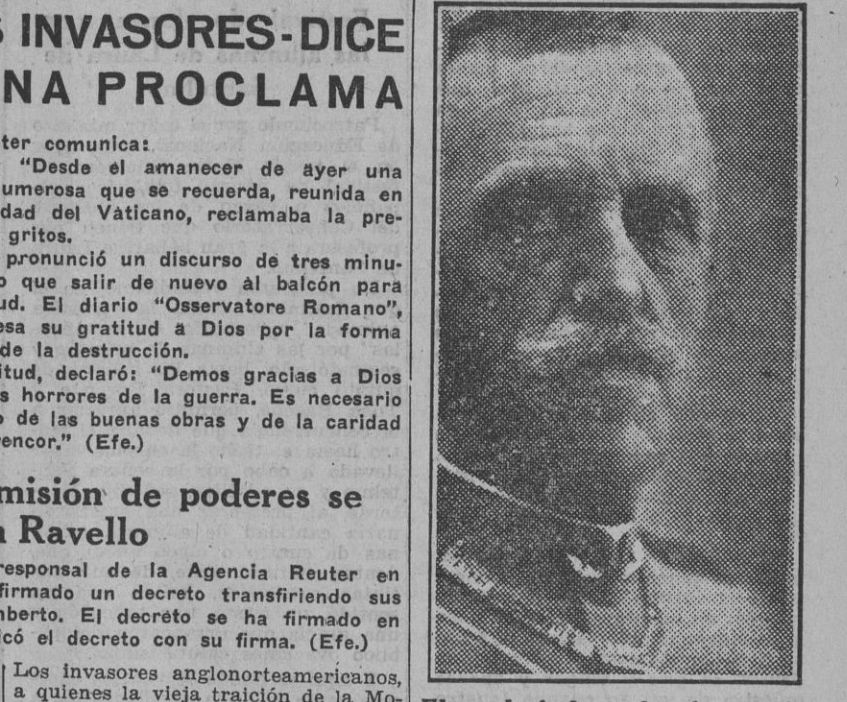 INVASORES-DICE
NA PROCLAMA
ter comunica:
"Desde el amanecer de ayer una
umerosa que se recuerda, reunida en
dad del Vaticano, reclamaba la pre-
gritos.
pronunció un discurso de tres minu-
o que salir de nuevo al balcón para
ud. El diario "Osservatore Romano",
esa su gratitud a Dios por la forma
de la destrucción.
itud, declaró: "Demos gracias a Dios
s horrores de la guerra. Es necesario
o de las buenas obras y de la caridad
encor." (Efe.)
misión de poderes se
Ravello
responsal de la Agencia Reuter en
firmado un decreto transfiriendo sus
mberto. El decreto se ha firmado en
icó el decreto con su firma. (Efe.)
Los invasores anglonorteamericanos,
a quienes la vieja traición de la Mo-